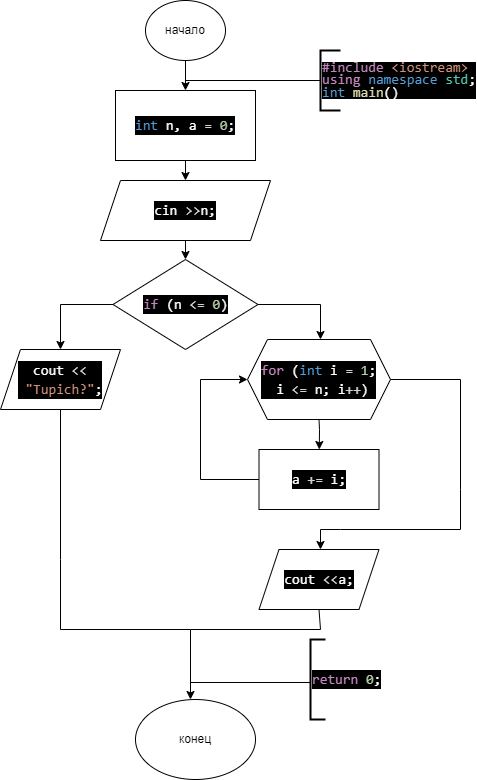 начало
#include <iostream>
using namespace std;
int main()
int n, a = 0;
cin >>n;
if (n <= 0)
cout <<
"Tupich?";
for (int i = 1;
i <= n; i++)
a += i;
cout <<a;
return 0;
конец